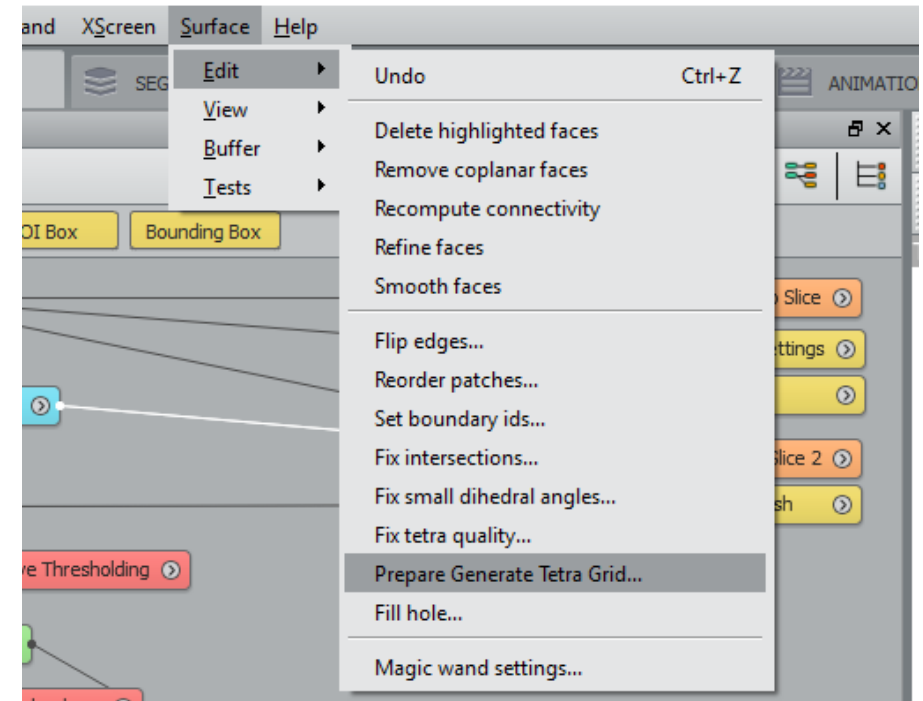 and XScreen Surface Help
SEG
ANIMATIO
Edit
View
Buffer
Tests
Undo Ctrl+Z
Delete highlighted faces
Remove coplanar faces
Recompute connectivity
Refine faces
Smooth faces
Flip edges...
Reorder patches...
Set boundary ids...
Fix intersections...
Fix small dihedral angles...
Fix tetra quality...
Prepare Generate Tetra Grid...
Fill hole...
Magic wand settings...
OI Box
Bounding Box
Slice
ttings
lice 2
sh
ve Thresholding